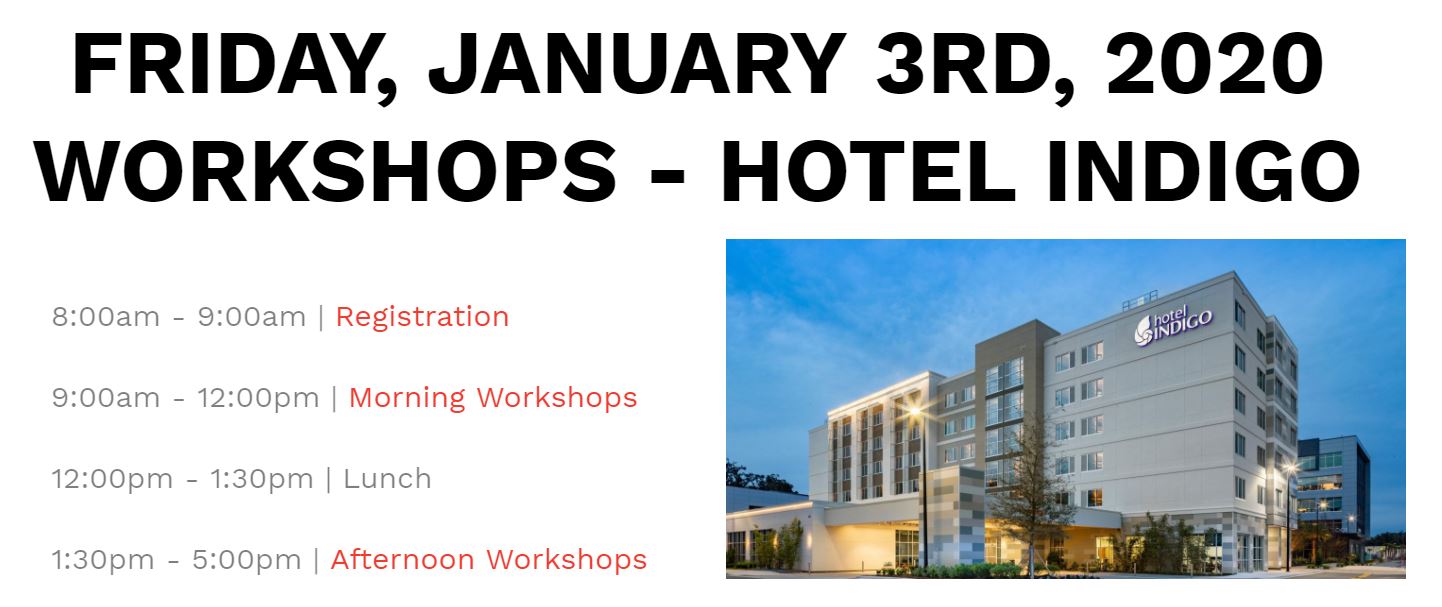 FRIDAY, JANUARY 3RD, 2020
WORKSHOPS - HOTEL INDIGO
8:00am - 9:00am | Registration
9:00am - 12:00pm | Morning Workshops
12:00pm - 1:30pm | Lunch
1:30pm - 5:00pm | Afternoon Workshops
hotel
INDIGO